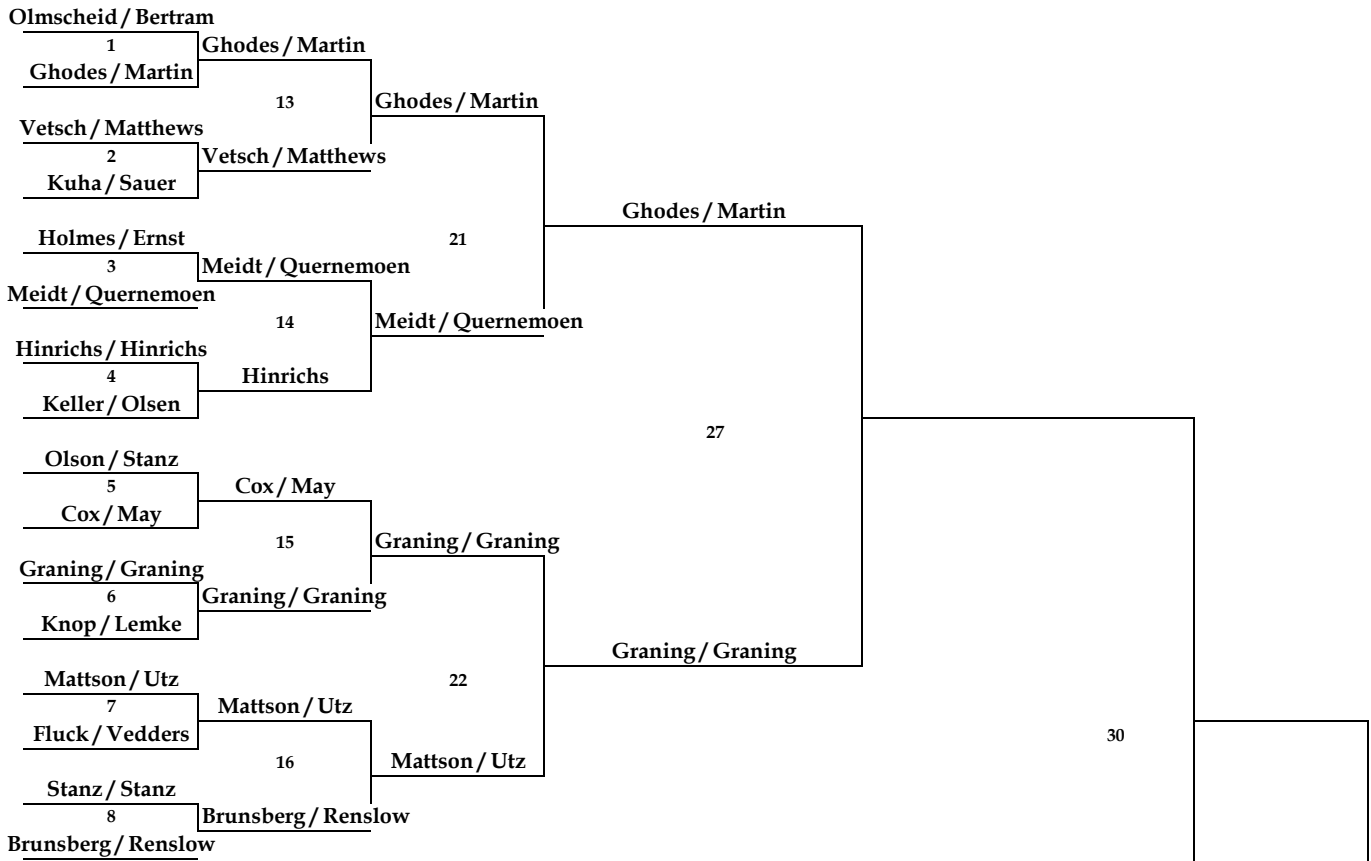 Olmscheid / Bertram
1
Ghodes / Martin
Ghodes / Martin
13
Ghodes / Martin
Vetsch / Matthews
2
Vetsch / Matthews
Kuha / Sauer
Ghodes / Martin
Holmes / Ernst
21
3
Meidt / Quernemoen
Meidt / Quernemoen
14
Meidt / Quernemoen
Hinrichs / Hinrichs
4
Hinrichs
Keller / Olsen
27
Olson / Stanz
5
Cox / May
Cox / May
15
Graning / Graning
Graning / Graning
6
Graning / Graning
Knop / Lemke
Graning / Graning
Mattson / Utz
22
7
Mattson / Utz
Fluck / Vedders
30
16
Mattson / Utz
Stanz / Stanz
8
Brunsberg / Renslow
Brunsberg / Renslow